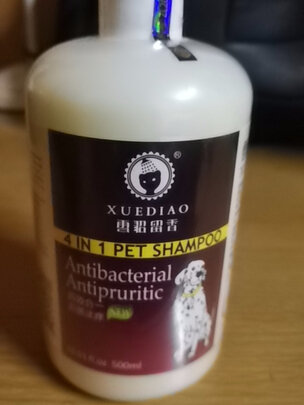 ®
XUEDIAO
雪貂留香
4 IN 1 PET SHAMPOO
Antibacterial
Antipruritic
NEW
500ml